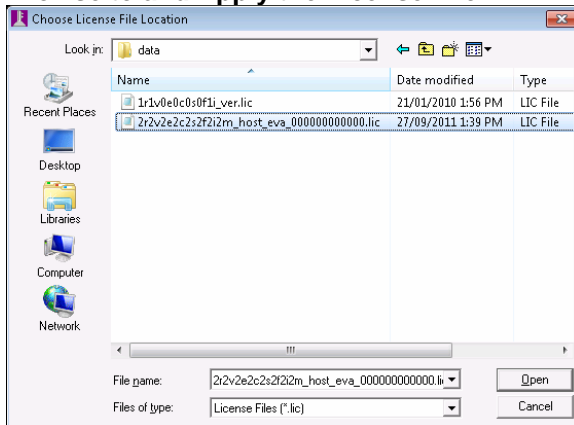 Choose License File Location
Look in: data
Name Date modified Type
1r1v0e0c0s0f1i_ver.lic 21/01/2010 1:56 PM LIC File
2r2v2e2c2s2f2i2m_host_eva_000000000000.lic 27/09/2011 1:39 PM LIC File
Recent Places
Desktop
Libraries
Computer
Network
File name: 2r2v2e2c2s2f2i2m_host_eva_000000000000.li Open
Files of type: License Files (*.lic) Cancel